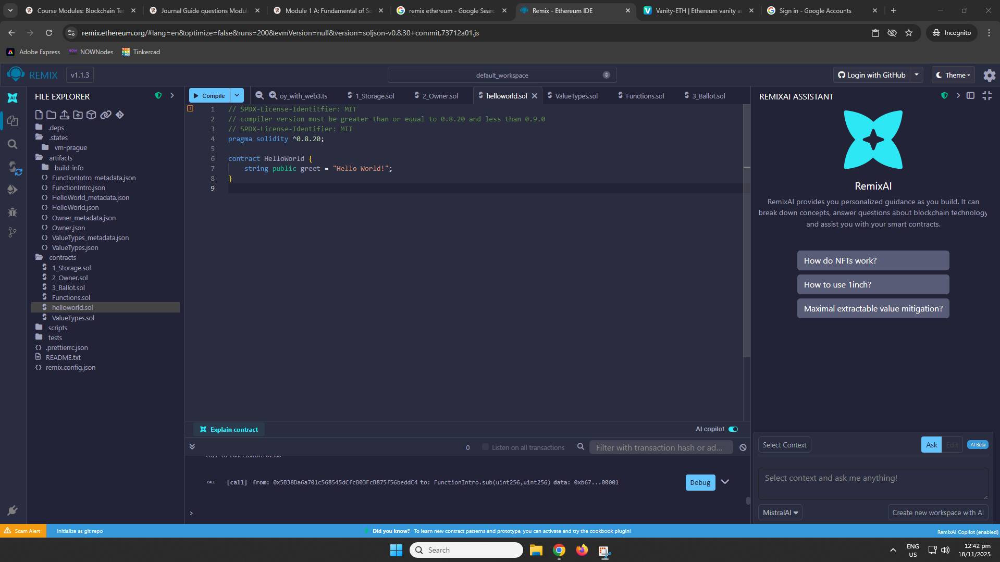 Course Modules: Blockchain Te
Journal Guide questions Modul
Module 1 A: Fundamental of So
remix ethereum - Google Searc
Remix - Ethereum IDE
Vanity-ETH | Ethereum vanity ad
Sign in - Google Accounts
remix.ethereum.org/#lang=en&optimize=false&runs=200&evmVersion=null&version=soljson-v0.8.30+commit.73712a01.js
Incognito
Adobe Express
NOW
NOWNodes
Tinkercad
REMIX
v1.1.3
default_workspace
Login with GitHub
Theme
AI
FILE EXPLORER
.deps
.states
vm-prague
artifacts
build-info
FunctionIntro_metadata.json
FunctionIntro.json
HelloWorld_metadata.json
HelloWorld.json
Owner_metadata.json
Owner.json
ValueTypes_metadata.json
ValueTypes.json
contracts
1_Storage.sol
2_Owner.sol
3_Ballot.sol
Functions.sol
helloworld.sol
ValueTypes.sol
scripts
tests
.prettierrc.json
README.txt
remix.config.json
Compile
oy_with_web3.ts
1_Storage.sol
2_Owner.sol
helloworld.sol
ValueTypes.sol
Functions.sol
3_Ballot.sol
1 // SPDX-License-Identitfier: MIT
2 // compiler version must be greater than or equal to 0.8.20 and less than 0.9.0
3 // SPDX-License-Identifier: MIT
4 pragma solidity ^0.8.20;
5
6 contract HelloWorld {
7 string public greet = "Hello World!";
8 }
9
Explain contract
AI copilot
0
Listen on all transactions
Filter with transaction hash or ad...
call to FunctionIntro.sub
CALL [call] from: 0x5B38Da6a701c568545dCfcB03FcB875f56beddC4 to: FunctionIntro.sub(uint256,uint256) data: 0xb67...00001
Debug
>
REMIXAI ASSISTANT
RemixAI
RemixAI provides you personalized guidance as you build. It can
break down concepts, answer questions about blockchain technology
and assist you with your smart contracts.
How do NFTs work?
How to use 1inch?
Maximal extractable value mitigation?
Select Context
Ask
Edit
AI Beta
Select context and ask me anything!
MistralAI
Create new workspace with AI
Scam Alert
Initialize as git repo
Did you know? To learn new contract patterns and prototype, you can activate and try the cookbook plugin!
RemixAI Copilot (enabled)
Search
ENG
US
12:42 pm
18/11/2025